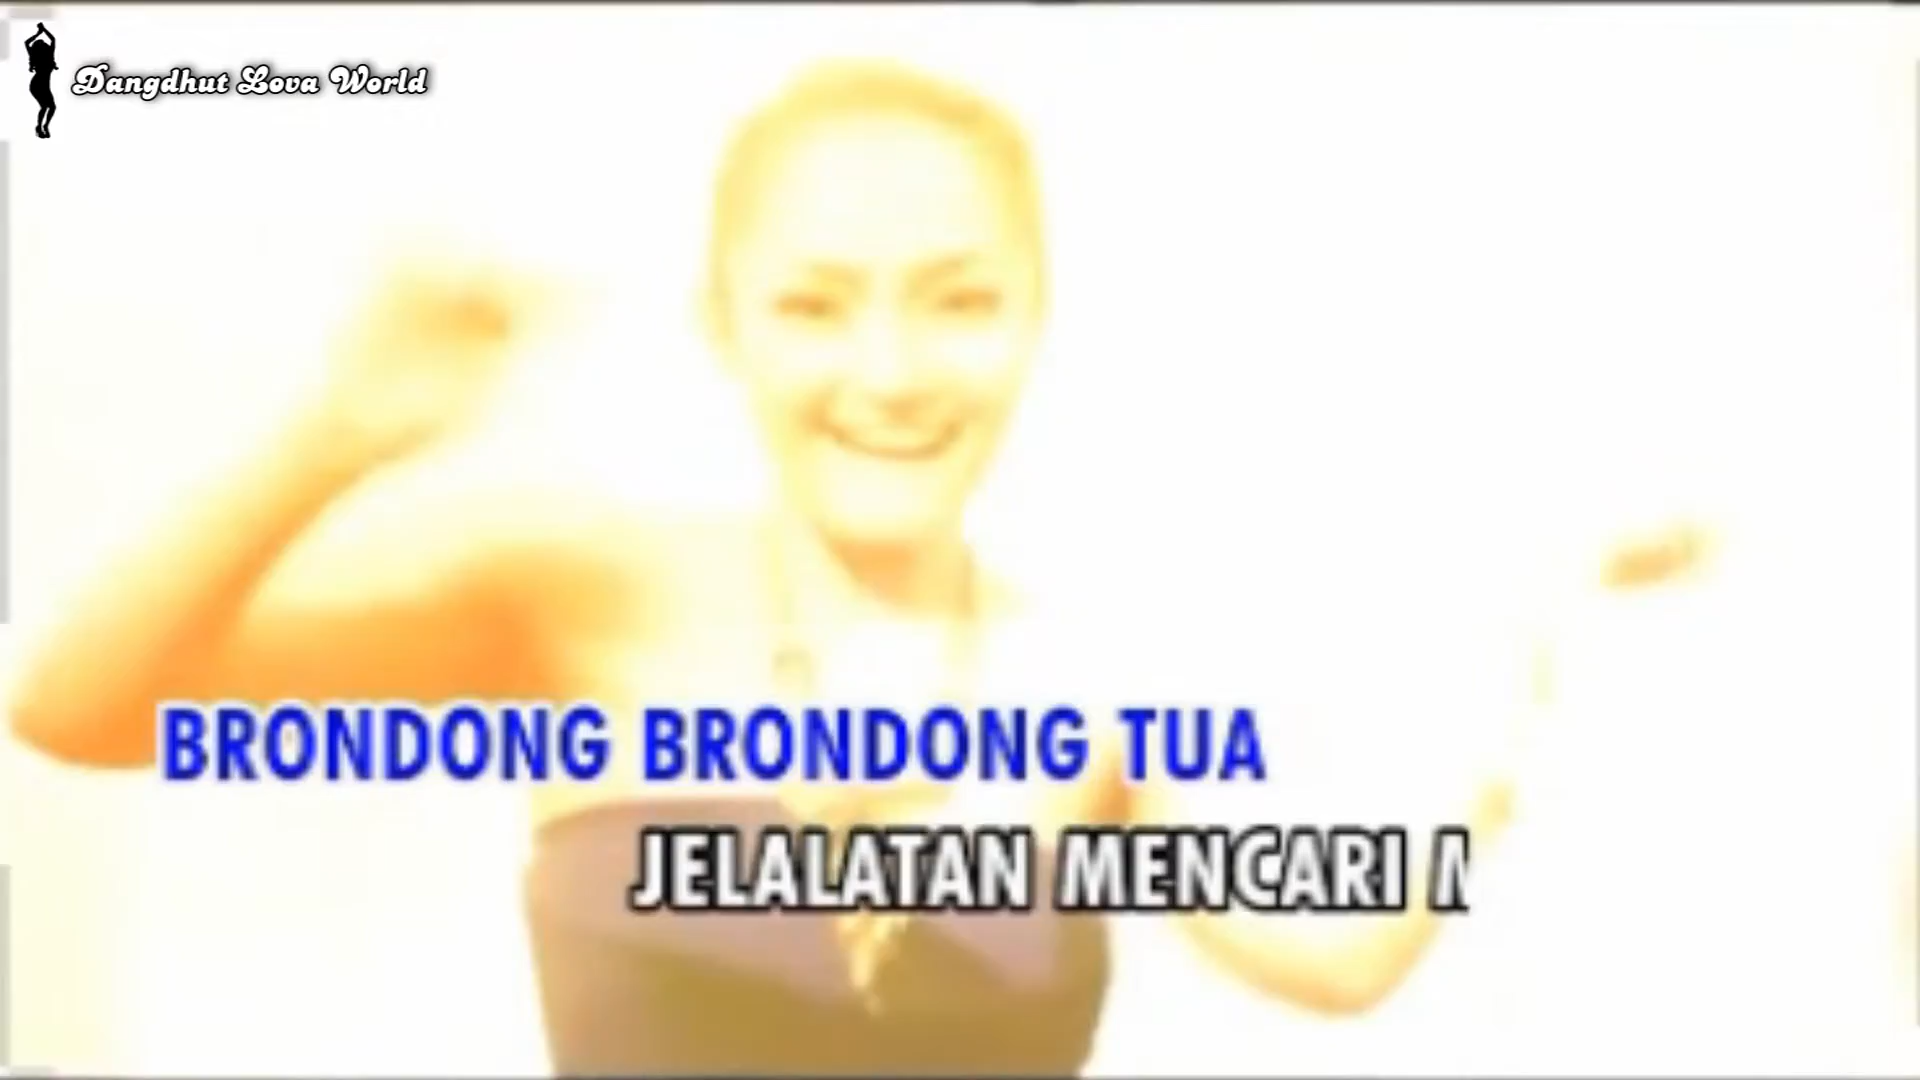 Dangdhut Lova World
BRONDONG BRONDONG TUA
JELALATAN MENCARI